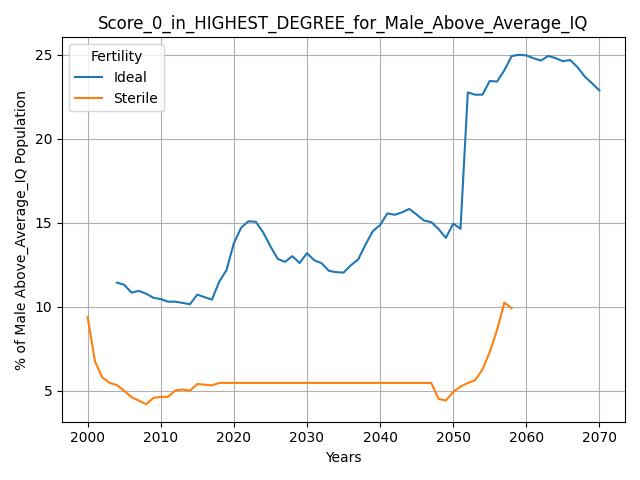 Score_0_in_HIGHEST_DEGREE_for_Male_Above_Average_IQ
Fertility
Ideal
Sterile
% of Male Above_Average_IQ Population
25
20
15
10
5
2000 2010 2020 2030 2040 2050 2060 2070
Years